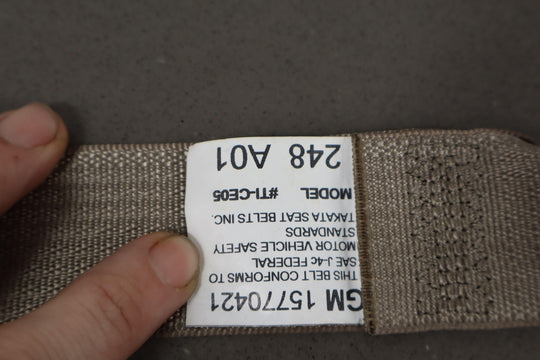 GM 15770421
THIS BELT CONFORMS TO
SAE J-4c FEDERAL
MOTOR VEHICLE SAFETY
STANDARDS
TAKATA SEAT BELTS INC.
MODEL #TI-CE05
248 A01